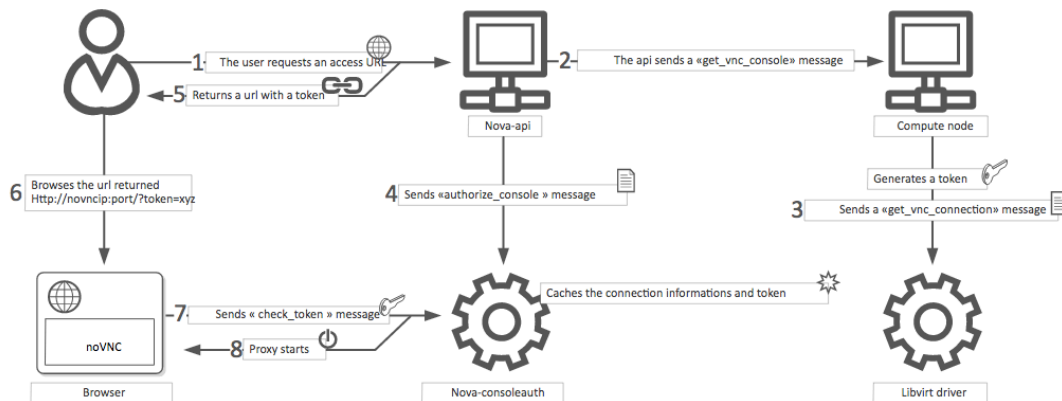 1 The user requests an access URL
2 The api sends a «get_vnc_console» message
5 Returns a url with a token
Nova-api
Compute node
6 Browses the url returned
Http://novncip:port/?token=xyz
4 Sends «authorize_console » message
Generates a token
3 Sends a «get_vnc_connection» message
Caches the connection informations and token
7 Sends « check_token » message
8 Proxy starts
noVNC
Browser
Nova-consoleauth
Libvirt driver